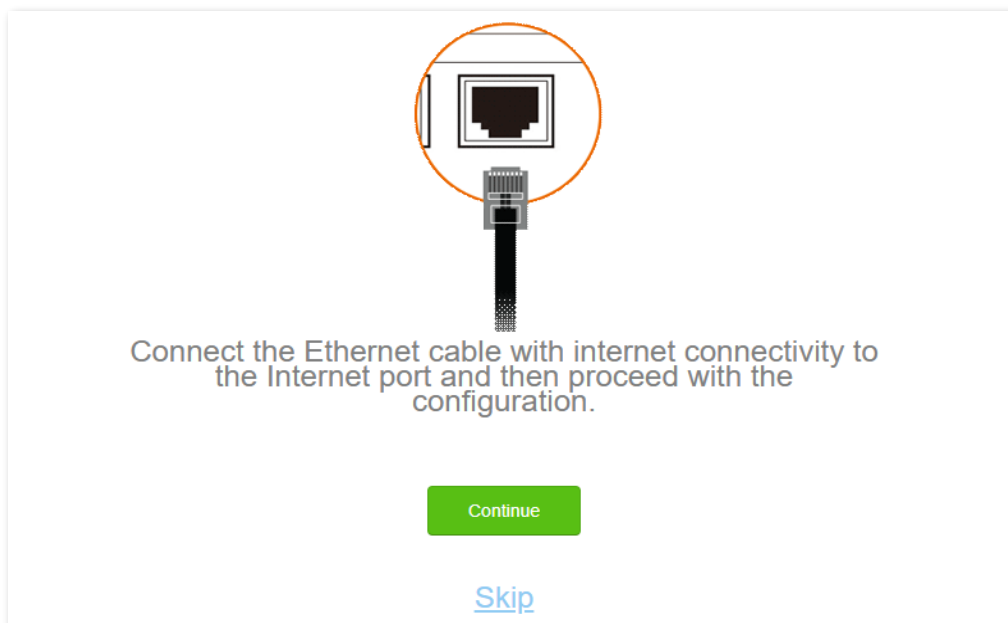 Connect the Ethernet cable with internet connectivity to
the Internet port and then proceed with the
configuration.
Continue
Skip